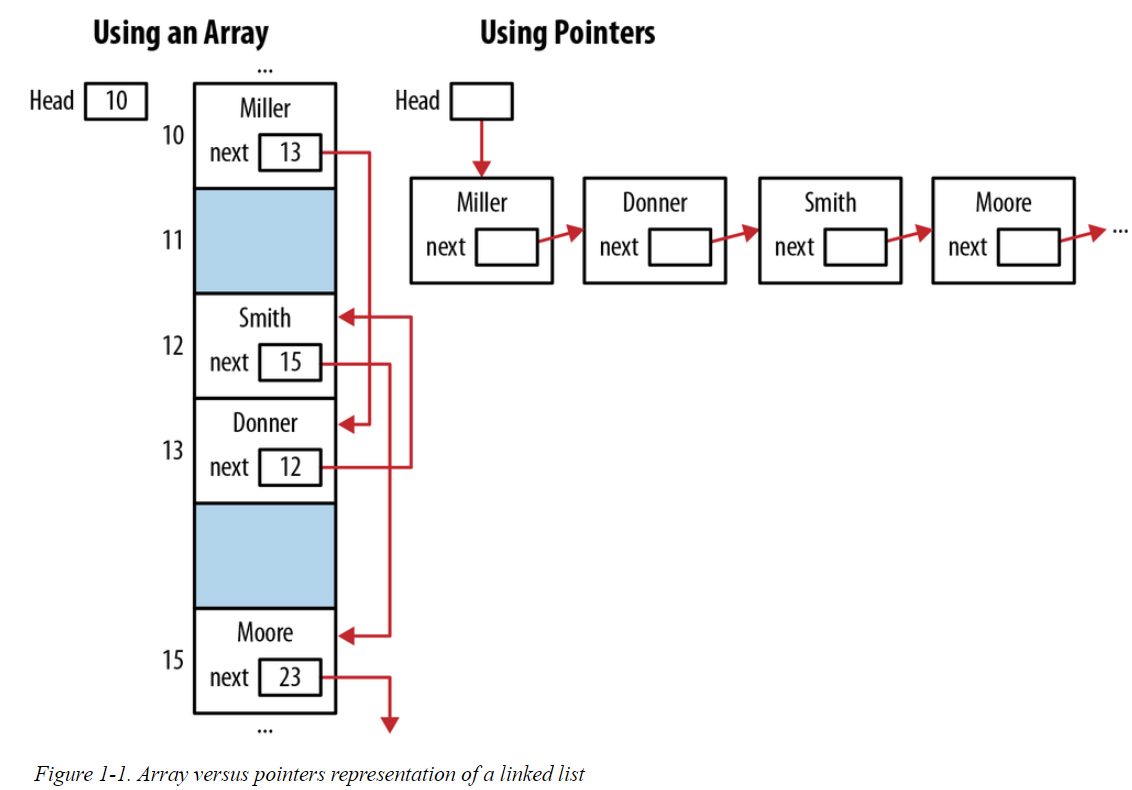 Using an Array
Using Pointers
...
Head 10
10
Miller
next 13
11
12
Smith
next 15
13
Donner
next 12
15
Moore
next 23
...
Head
Miller
next
Donner
next
Smith
next
Moore
next
...
Figure 1-1. Array versus pointers representation of a linked list